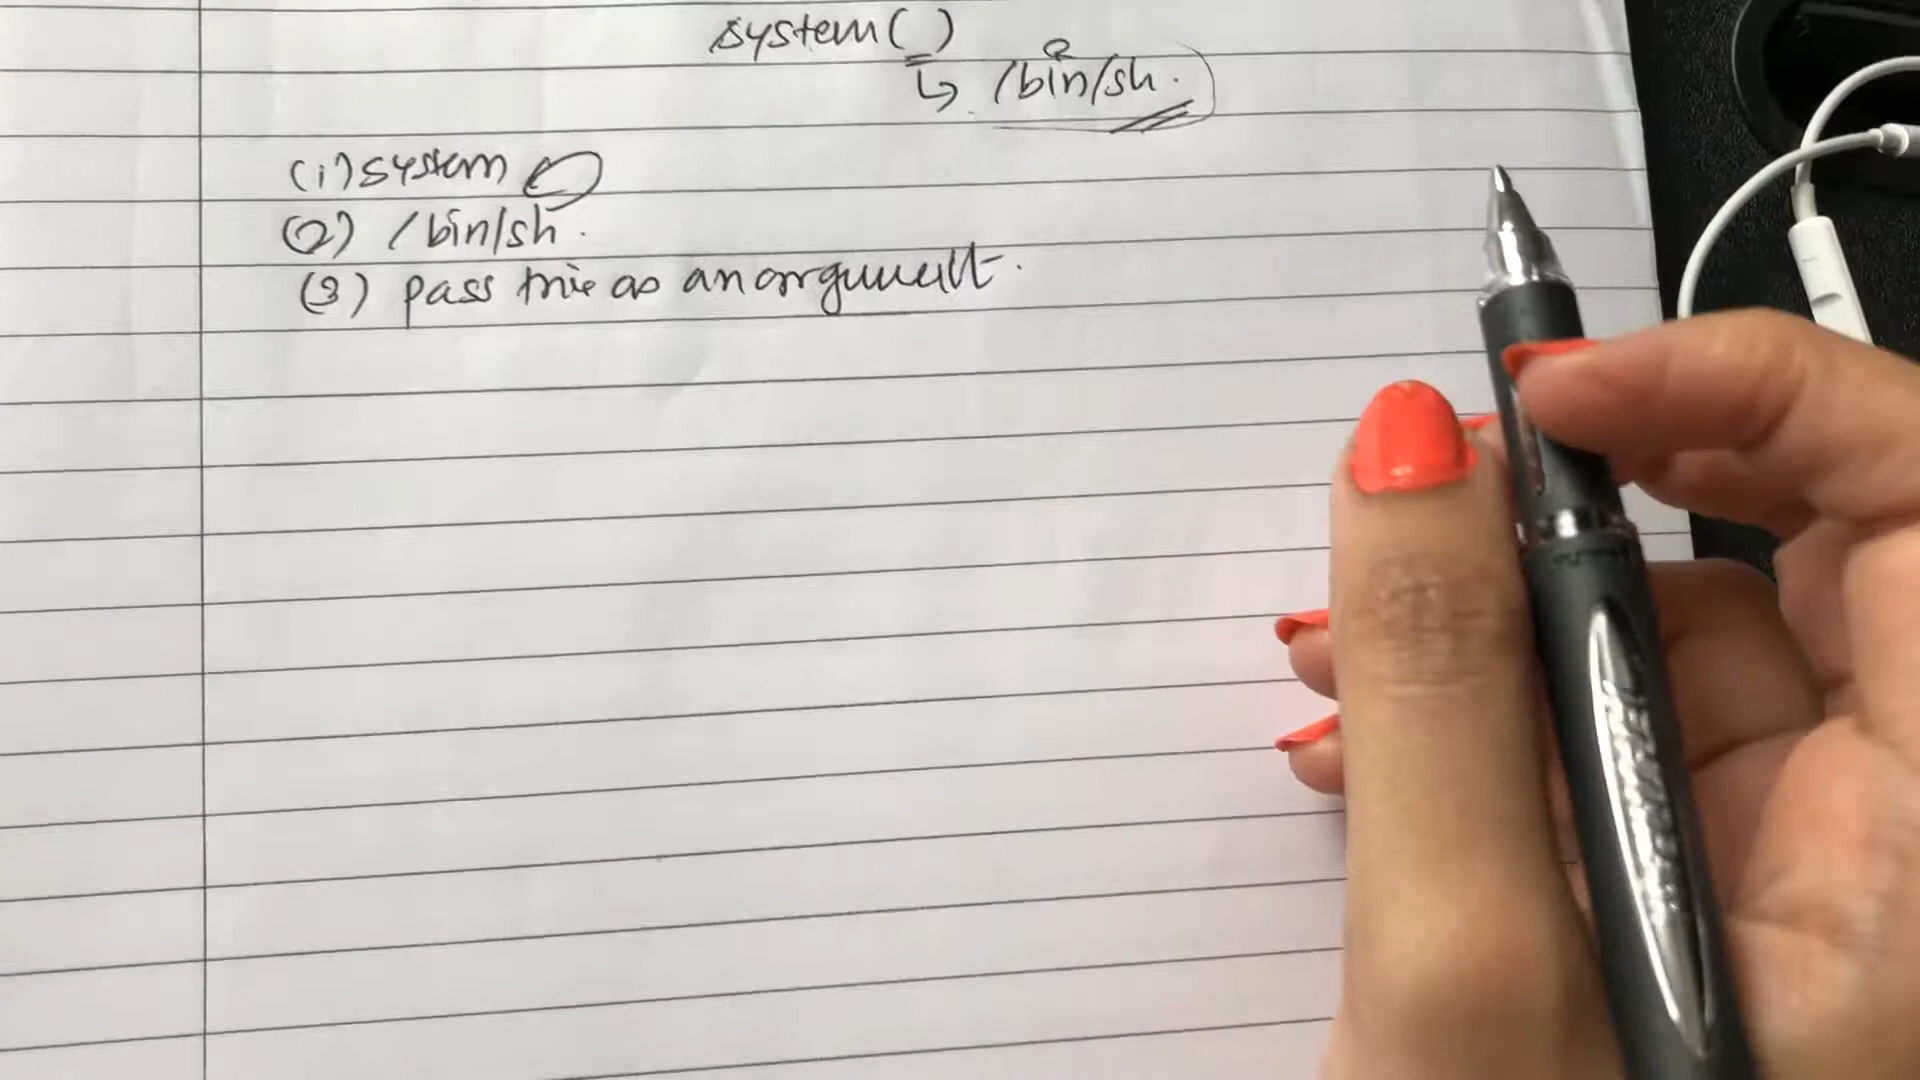 system( )
↳ /bin/sh.
(1) system
(2) /bin/sh.
(3) pass this as an argument.